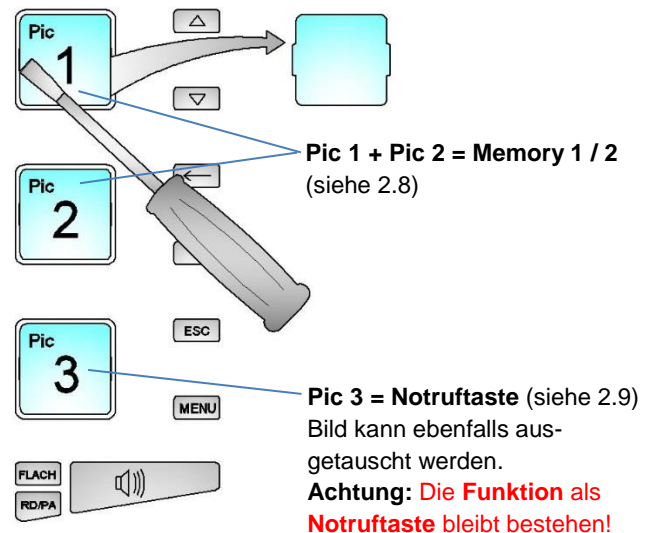 Pic
1
Pic 1 + Pic 2 = Memory 1 / 2
(siehe 2.8)
Pic
2
ESC
Pic
3
MENU
Pic 3 = Notruftaste (siehe 2.9)
Bild kann ebenfalls aus-
getauscht werden.
Achtung: Die Funktion als
Notruftaste bleibt bestehen!
FLACH
RD/PA